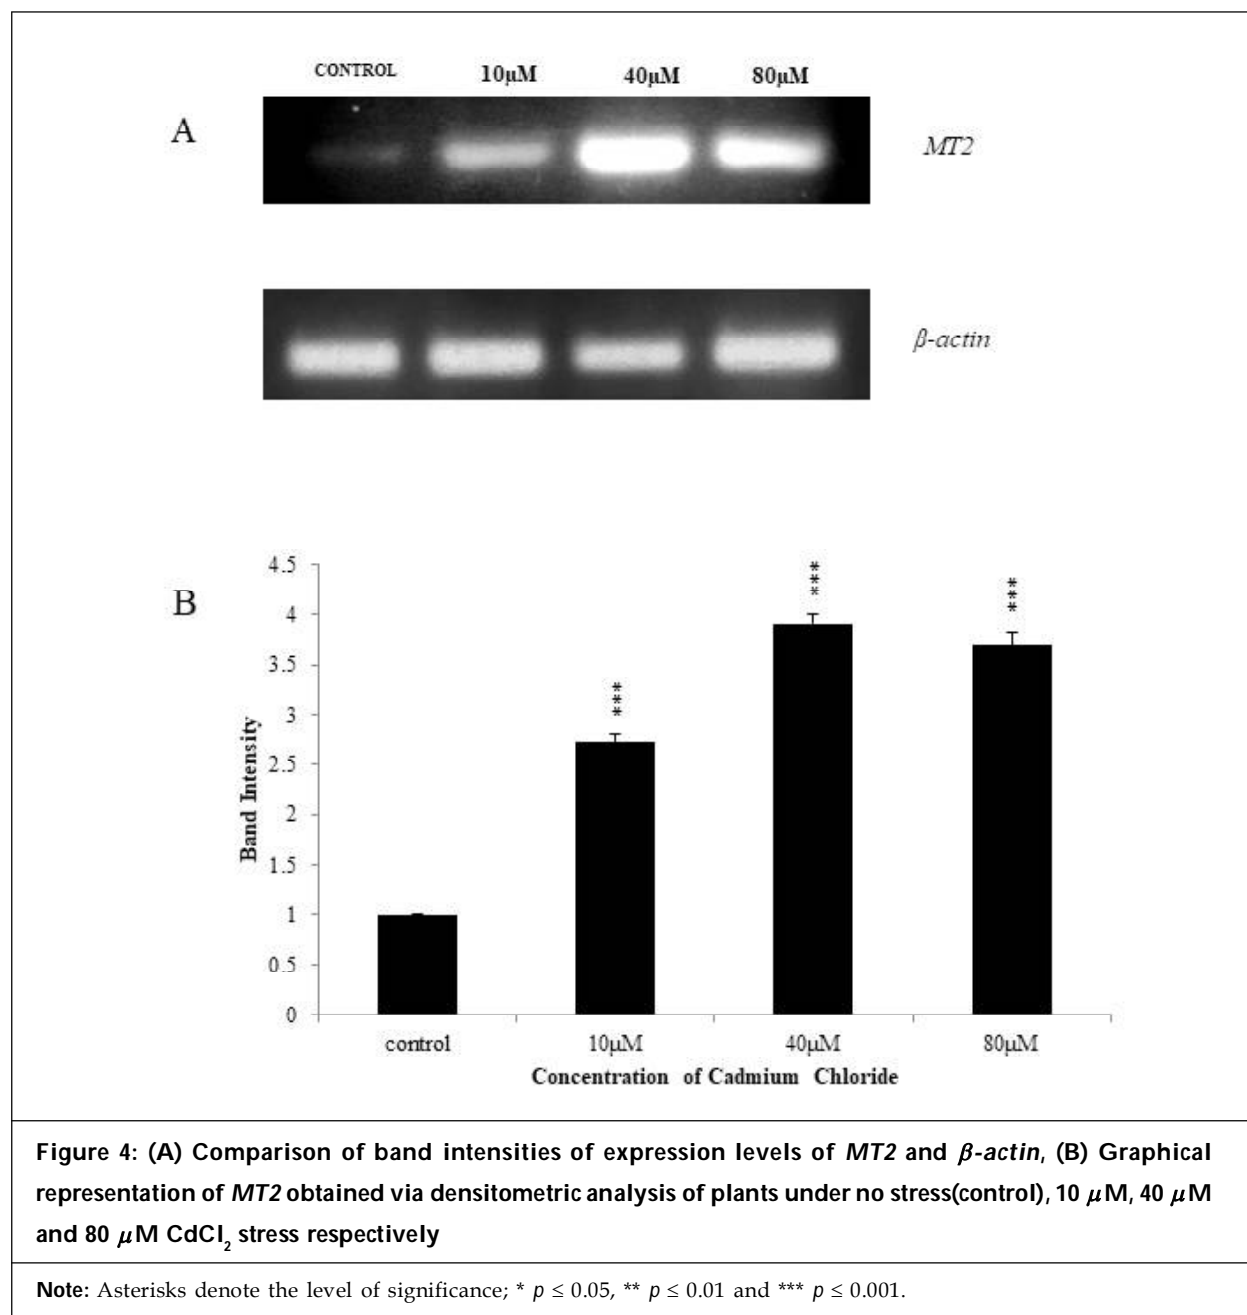 CONTROL 10µM 40µM 80µM
A
MT2
β-actin
B
4.5
4
3.5
3
2.5
2
1.5
1
0.5
0
Band Intensity
***
***
***
control 10µM 40µM 80µM
Concentration of Cadmium Chloride
Figure 4: (A) Comparison of band intensities of expression levels of MT2 and β-actin, (B) Graphical
representation of MT2 obtained via densitometric analysis of plants under no stress(control), 10 µM, 40 µM
and 80 µM CdCl₂ stress respectively
Note: Asterisks denote the level of significance; * p ≤ 0.05, ** p ≤ 0.01 and *** p ≤ 0.001.